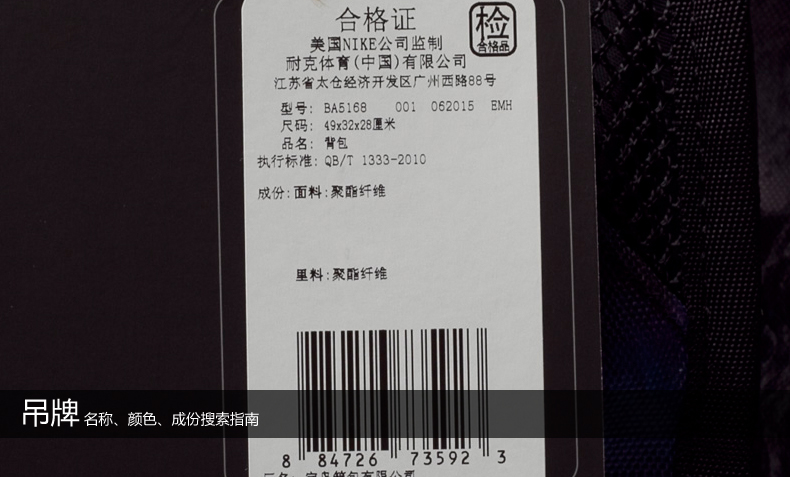 合格证
检
合格品
美国NIKE公司监制
耐克体育(中国)有限公司
江苏省太仓经济开发区广州西路88号
型号: BA5168 001 062015 EMH
尺码: 49x32x28厘米
品名: 背包
执行标准: QB/T 1333-2010
成份:面料:聚酯纤维
里料:聚酯纤维
吊牌 名称、颜色、成份搜索指南
8 84726 73592 3